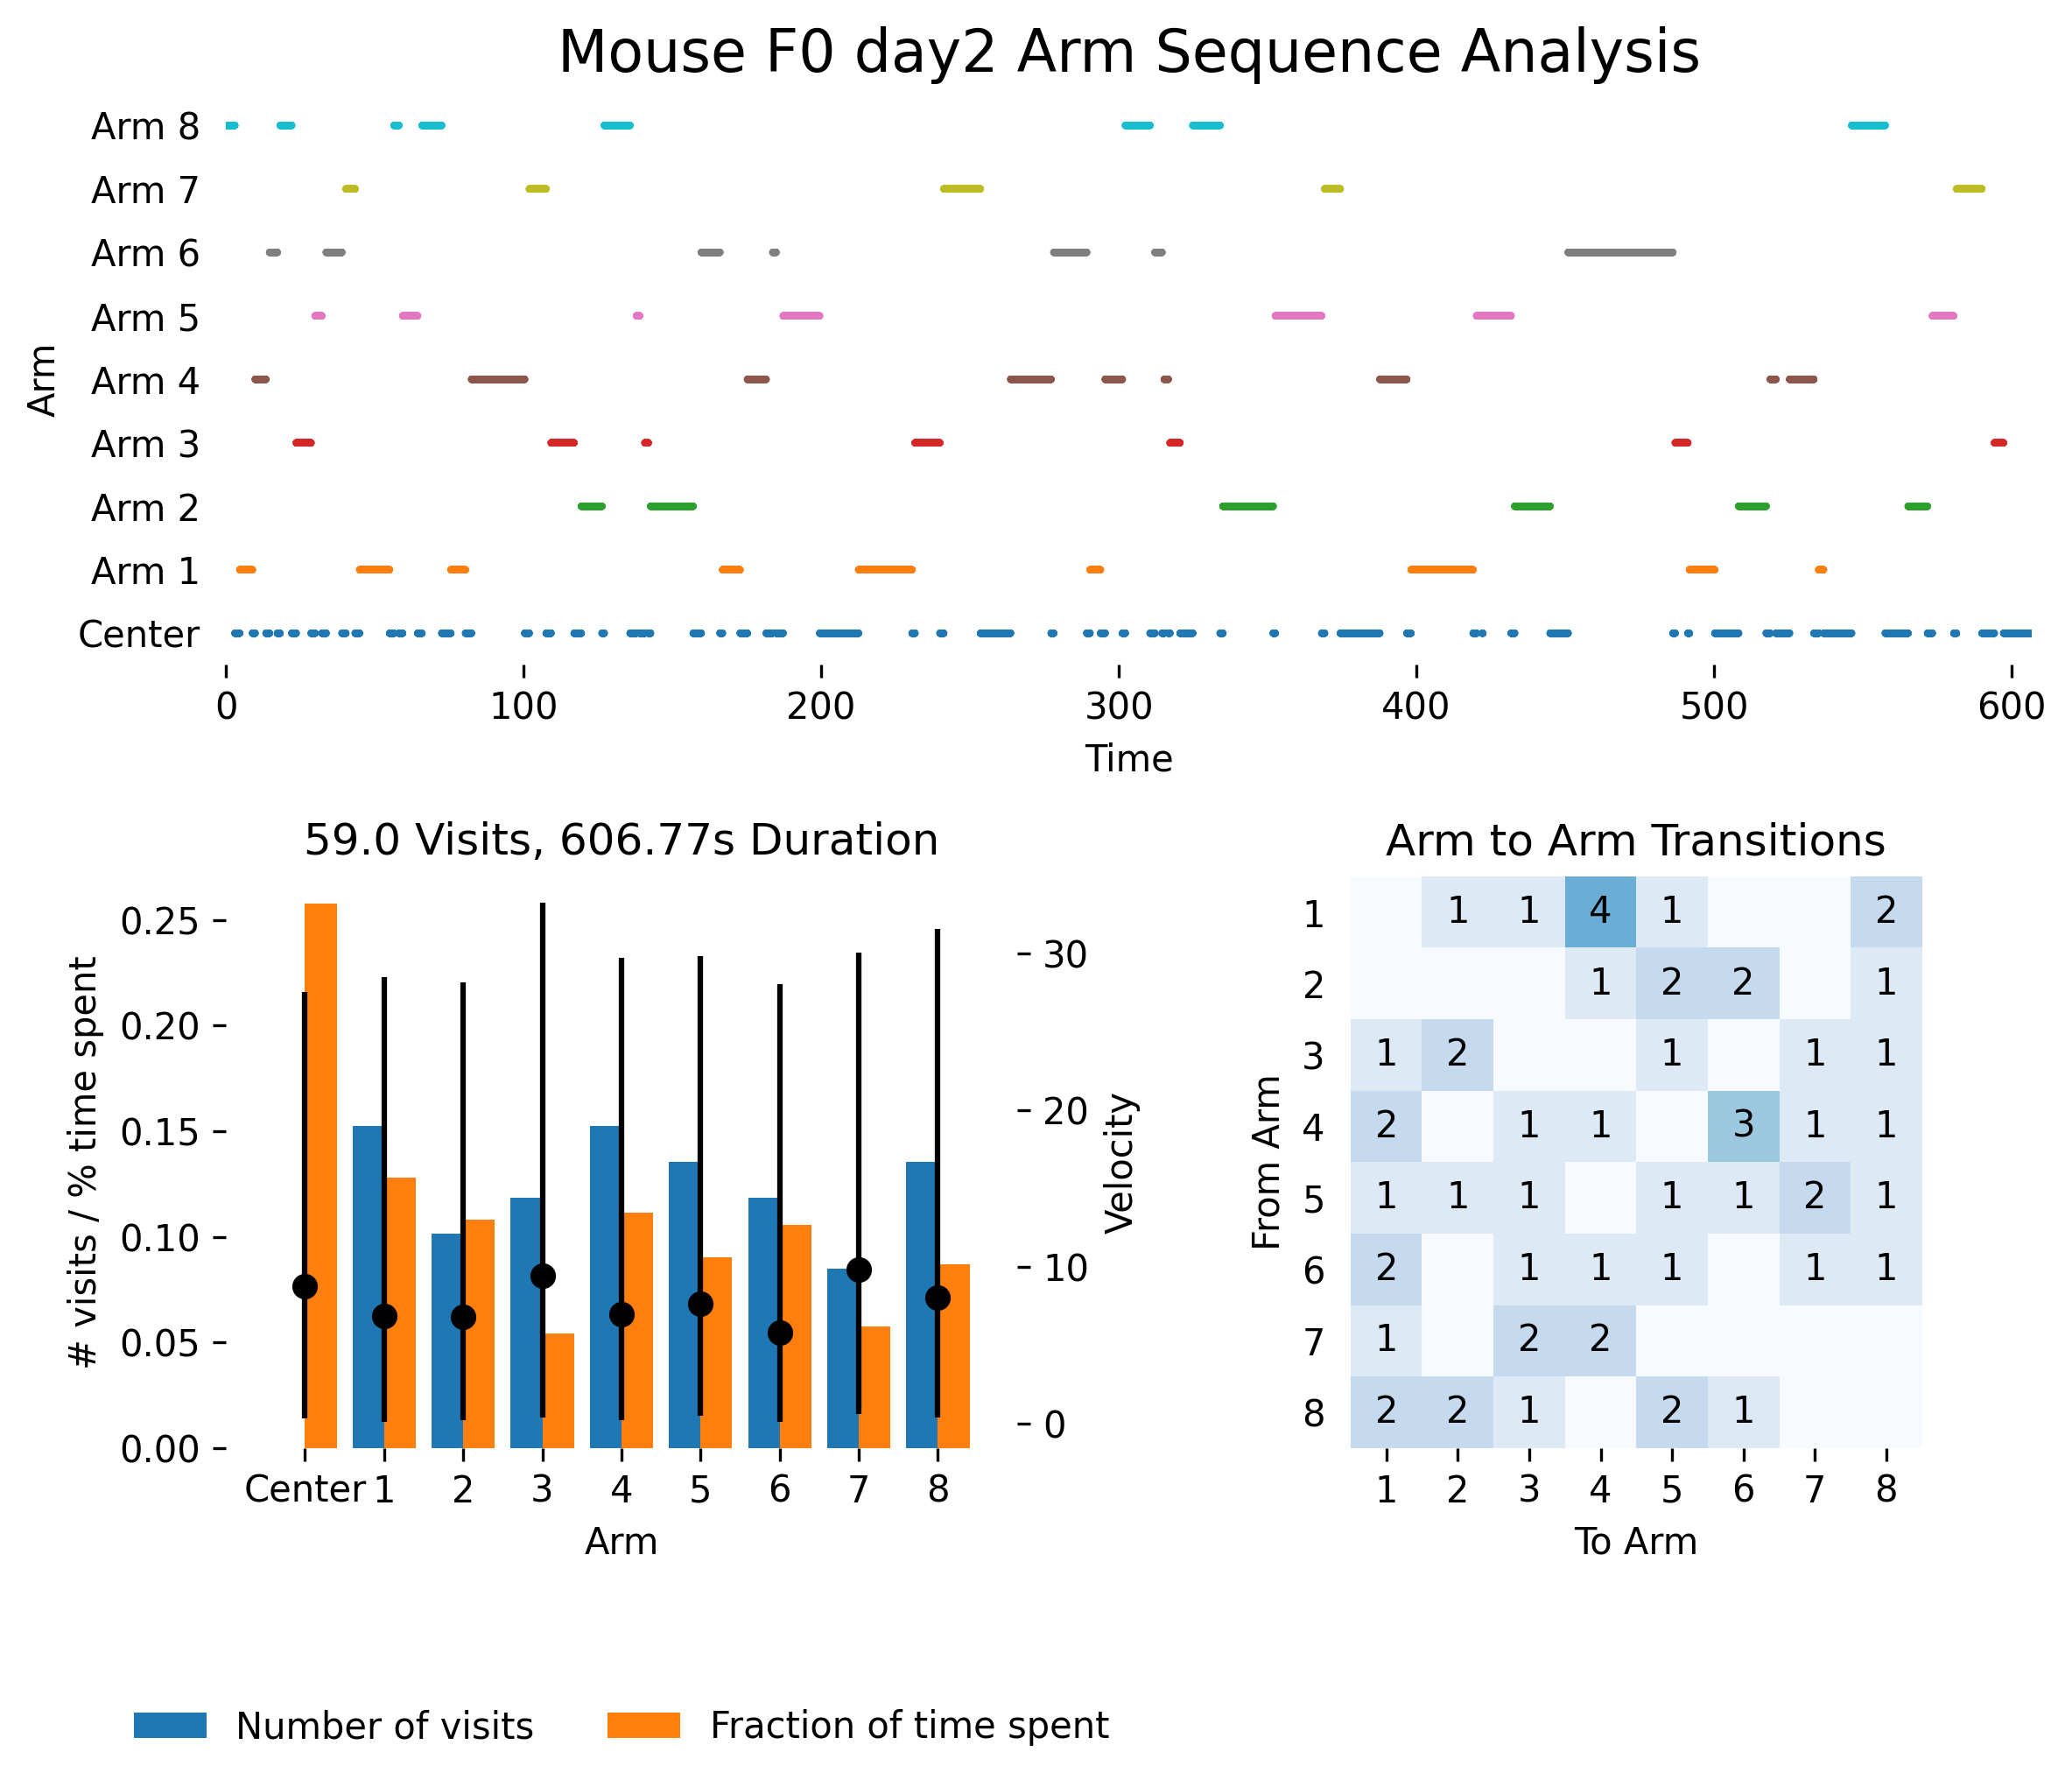 Mouse F0 day2 Arm Sequence Analysis
Arm
Arm 8
Arm 7
Arm 6
Arm 5
Arm 4
Arm 3
Arm 2
Arm 1
Center
0 100 200 300 400 500 600
Time
59.0 Visits, 606.77s Duration
# visits / % time spent
0.25
0.20
0.15
0.10
0.05
0.00
30
20
10
0
Velocity
Center 1 2 3 4 5 6 7 8
Arm
Arm to Arm Transitions
From Arm
1 1 1 4 1 2
2 1 2 2 1
3 1 2 1 1 1
4 2 1 1 3 1 1
5 1 1 1 1 1 2 1
6 2 1 1 1 1 1
7 1 2 2
8 2 2 1 2 1
1 2 3 4 5 6 7 8
To Arm
Number of visits Fraction of time spent